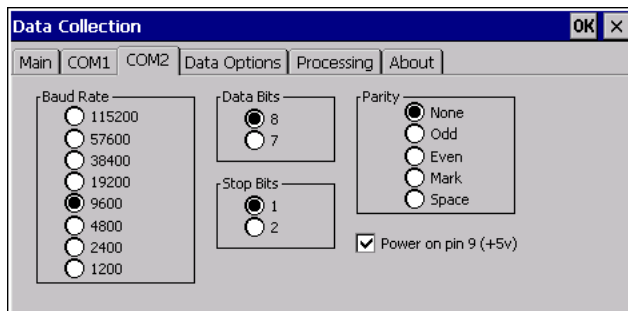 Data Collection OK ×
Main COM1 COM2 Data Options Processing About
Baud Rate
115200
57600
38400
19200
9600
4800
2400
1200
Data Bits
8
7
Stop Bits
1
2
Parity
None
Odd
Even
Mark
Space
Power on pin 9 (+5v)